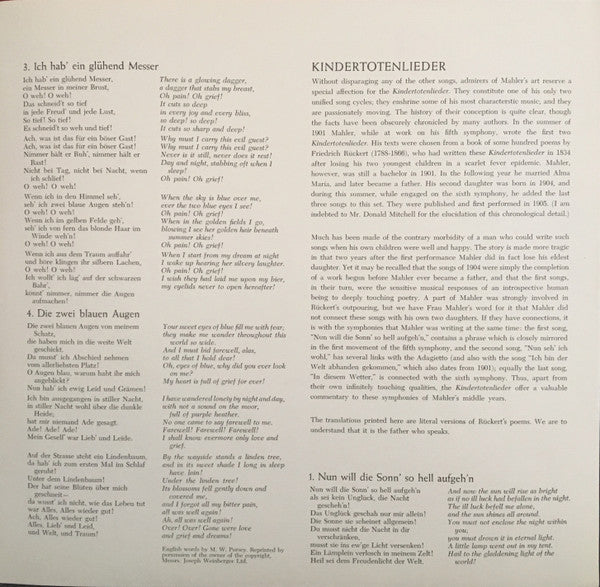 3. Ich hab' ein glühend Messer
Ich hab' ein glühend Messer,
ein Messer in meiner Brust,
O weh! O weh!
Das schneid't so tief
in jede Freud' und jede Lust,
So tief! So tief!
Es schneid't so weh und tief!
Ach, was ist das für ein böser Gast!
Ach, was ist das für ein böser Gast!
Nimmer hält er Ruh', nimmer hält er
Rast!
Nicht bei Tag, nicht bei Nacht, wenn
ich schlief!
O weh! O weh!
Wenn ich in den Himmel seh',
seh' ich zwei blaue Augen steh'n!
O weh! O weh!
Wenn ich im gelben Felde geh',
seh' ich von fern das blonde Haar im
Winde weh'n!
O weh! O weh!
Wenn ich aus dem Traum auffahr'
und höre klingen ihr silbern Lachen,
O weh! O weh!
Ich wollt' ich läg' auf der schwarzen
Bahr',
könnt' nimmer, nimmer die Augen
aufmachen!
There is a glowing dagger,
a dagger that stabs my breast,
Oh pain! Oh grief!
It cuts so deep
in every joy and every bliss,
so deep! so deep!
It cuts so sharp and deep!
Why must I carry this evil guest?
Why must I carry this evil guest?
Never is it still, never does it rest!
Day and night, stabbing oft when I
sleep!
Oh pain! Oh grief!
When the sky is blue over me,
ever the two blue eyes I see!
Oh pain! Oh grief!
When in the golden fields I go,
blowing I see her golden hair beneath
summer skies!
Oh pain! Oh grief!
When I start from my dream at night
I wake up hearing her silvery laughter.
Oh pain! Oh grief!
I wish they had laid me upon my bier,
my eyelids never to open hereafter!
4. Die zwei blauen Augen
Die zwei blauen Augen von meinem
Schatz,
die haben mich in die weite Welt
geschickt.
Da musst' ich Abschied nehmen
vom allerliebsten Platz!
O Augen blau, warum habt ihr mich
angeblickt?
Nun hab' ich ewig Leid und Grämen!
Ich bin ausgegangen in stiller Nacht,
in stiller Nacht wohl über die dunkle
Heide,
hat mir niemand Ade gesagt.
Ade! Ade! Ade!
Mein Gesell' war Lieb' und Leide.
Auf der Strasse steht ein Lindenbaum,
da hab' ich zum ersten Mal im Schlaf
geruht!
Unter dem Lindenbaum!
Der hat seine Blüten über mich
geschneit—
da wusst' ich nicht, wie das Leben tut
war Alles, Alles wieder gut!
Ach, Alles wieder gut!
Alles, Lieb' und Leid,
und Welt, und Traum!
Your sweet eyes of blue fill me with fear;
they make me wander throughout this
world so wide.
And I must bid farewell, alas,
to all that I hold dear!
Oh, eyes of blue, why did you ever look
on me?
My heart is full of grief for ever!
I have wandered lonely by night and day,
with not a sound on the moor,
full of purple heather.
No one came to say farewell to me.
Farewell! Farewell! Farewell!
I shall know evermore only love and
grief.
By the wayside stands a linden tree,
and in its sweet shade I long in sleep
have lain!
Under the linden tree!
Its blossoms fell gently down and
covered me,
and I forgot all my bitter pain,
all was well again!
Ah, all was well again!
Over! Over! Gone were love
and grief and dreams!
English words by M. W. Pursey. Reprinted by
permission of the owner of the copyright,
Messrs. Joseph Weinberger Ltd.
KINDERTOTENLIEDER
Without disparaging any of the other songs, admirers of Mahler's art reserve a
special affection for the Kindertotenlieder. They constitute one of his only two
unified song cycles; they enshrine some of his most characterstic music, and they
are passionately moving. The history of their conception is quite clear, though
the facts have been obscurely chronicled by many authors. In the summer of
1901 Mahler, while at work on his fifth symphony, wrote the first two
Kindertotenlieder. His texts were chosen from a book of some hundred poems by
Friedrich Rückert (1788-1866), who had written these Kindertotenlieder in 1834
after losing his two youngest children in a scarlet fever epidemic. Mahler,
however, was still a bachelor in 1901. In the following year he married Alma
Maria, and later became a father. His second daughter was born in 1904, and
during this summer, while engaged on the sixth symphony, he added the last
three songs to this set. They were published and first performed in 1905. (I am
indebted to Mr. Donald Mitchell for the elucidation of this chronological detail.)
Much has been made of the contrary morbidity of a man who could write such
songs when his own children were well and happy. The story is made more tragic
in that two years after the first performance Mahler did in fact lose his eldest
daughter. Yet it may be recalled that the songs of 1904 were simply the completion
of a work begun before Mahler ever became a father, and that the first songs,
in their turn, were the sensitive musical responses of an introspective human
being to deeply touching poetry. A part of Mahler was strongly involved in
Rückert's outpouring, but we have Frau Mahler's word for it that Mahler did
not connect these songs with his own two daughters. If they have connections, it
is with the symphonies that Mahler was writing at the same time: the first song,
"Nun will die Sonn' so hell aufgeh'n," contains a phrase which is closely mirrored
in the first movement of the fifth symphony, and the second song, "Nun seh' ich
wohl," has several links with the Adagietto (and also with the song "Ich bin der
Welt abhanden gekommen," which also dates from 1901); equally the last song,
"In diesem Wetter," is connected with the sixth symphony. Thus, apart from
their own infinitely touching qualities, the Kindertotenlieder offer a valuable
commentary to these symphonies of Mahler's middle years.
The translations printed here are literal versions of Rückert's poems. We are to
understand that it is the father who speaks.
1. Nun will die Sonn' so hell aufgeh'n
Nun will die Sonn' so hell aufgeh'n
als sei kein Unglück, die Nacht
gescheh'n!
Das Unglück geschah nur mir allein!
Die Sonne sie scheinet allgemein!
Du musst nicht die Nacht in dir
verschränken,
musst sie ins ew'ge Licht versenken!
Ein Lämplein verlosch in meinem Zelt!
Heil sei dem Freudenlicht der Welt!
And now the sun will rise as bright
as if no ill luck had befallen in the night.
The ill luck befell me alone,
and the sun shines all around.
You must not enclose the night within
you;
you must drown it in eternal light.
A little lamp went out in my tent.
Hail to the gladdening light of the
world!